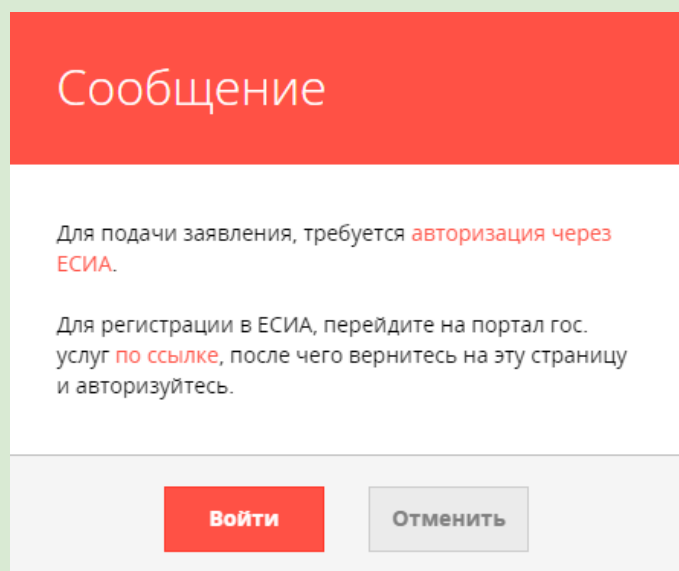 Сообщение
Для подачи заявления, требуется авторизация через
ЕСИА.
Для регистрации в ЕСИА, перейдите на портал гос.
услуг по ссылке, после чего вернитесь на эту страницу
и авторизуйтесь.
Войти
Отменить